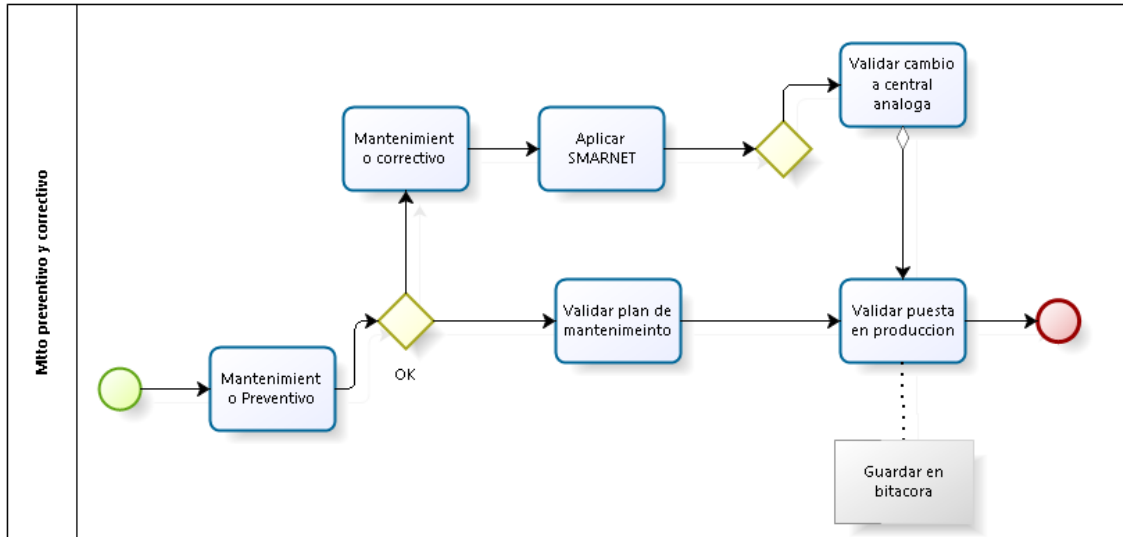 Mtto preventivo y correctivo
Validar cambio
a central
analoga
Mantenimient
o correctivo
Aplicar
SMARNET
Validar plan de
mantenimeinto
Validar puesta
en produccion
Mantenimient
o Preventivo
OK
Guardar en
bitacora